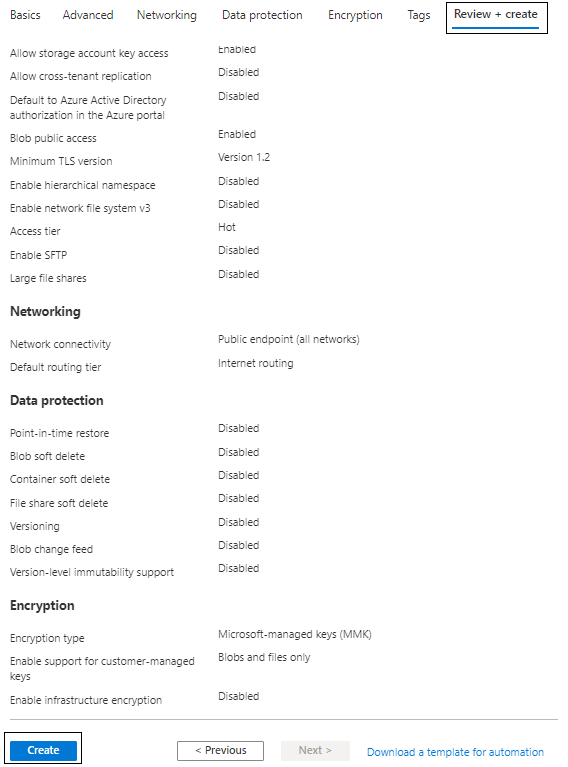 Basics Advanced Networking Data protection Encryption Tags Review + create
Allow storage account key access Enabled
Allow cross-tenant replication Disabled
Default to Azure Active Directory Disabled
authorization in the Azure portal
Blob public access Enabled
Minimum TLS version Version 1.2
Enable hierarchical namespace Disabled
Enable network file system v3 Disabled
Access tier Hot
Enable SFTP Disabled
Large file shares Disabled
Networking
Network connectivity Public endpoint (all networks)
Default routing tier Internet routing
Data protection
Point-in-time restore Disabled
Blob soft delete Disabled
Container soft delete Disabled
File share soft delete Disabled
Versioning Disabled
Blob change feed Disabled
Version-level immutability support Disabled
Encryption
Encryption type Microsoft-managed keys (MMK)
Enable support for customer-managed Blobs and files only
keys
Enable infrastructure encryption Disabled
Create < Previous Next > Download a template for automation